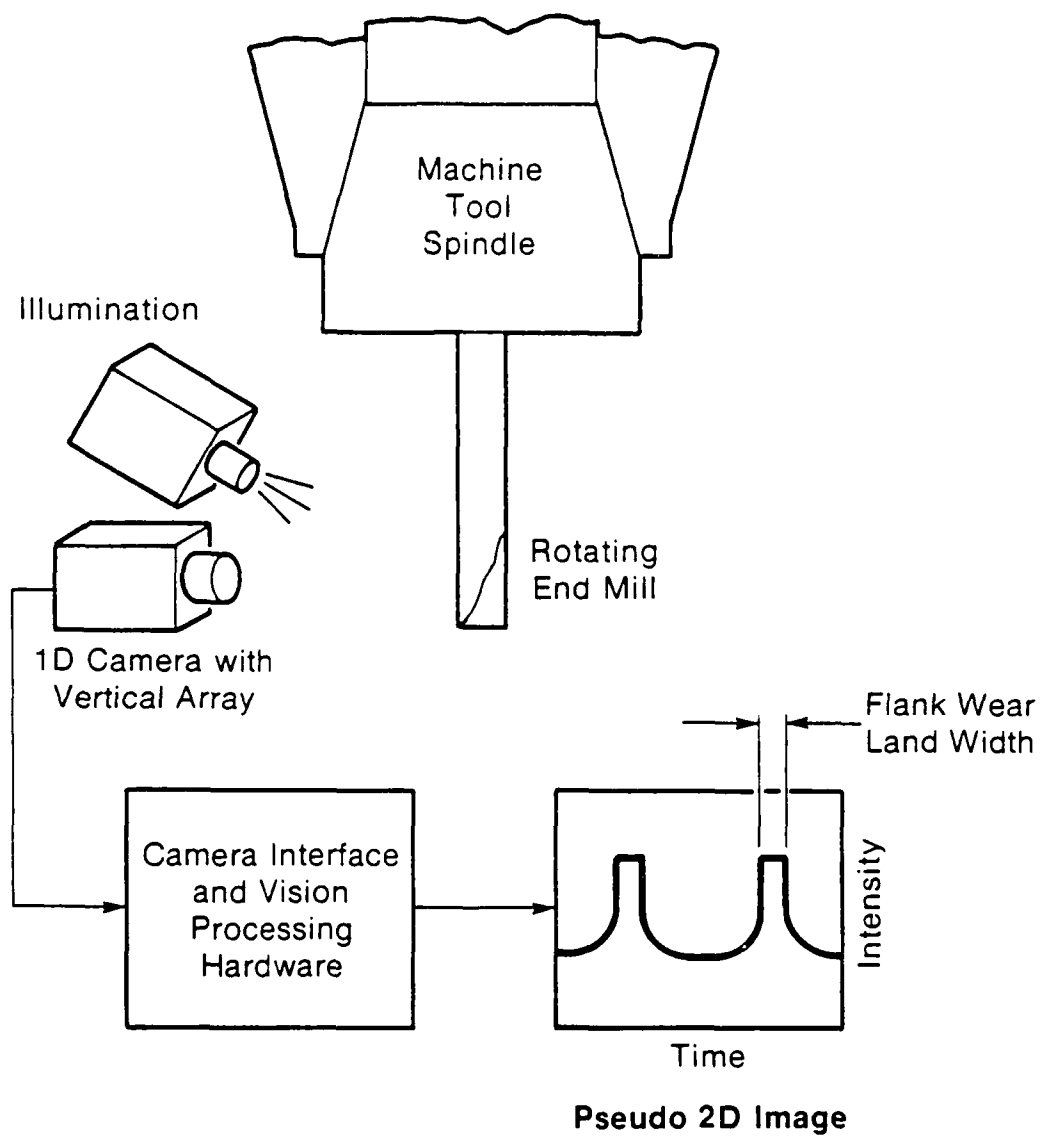 Machine
Tool
Spindle
Illumination
Rotating
End Mill
1D Camera with
Vertical Array
Flank Wear
Land Width
Camera Interface
and Vision
Processing
Hardware
Intensity
Time
Pseudo 2D Image